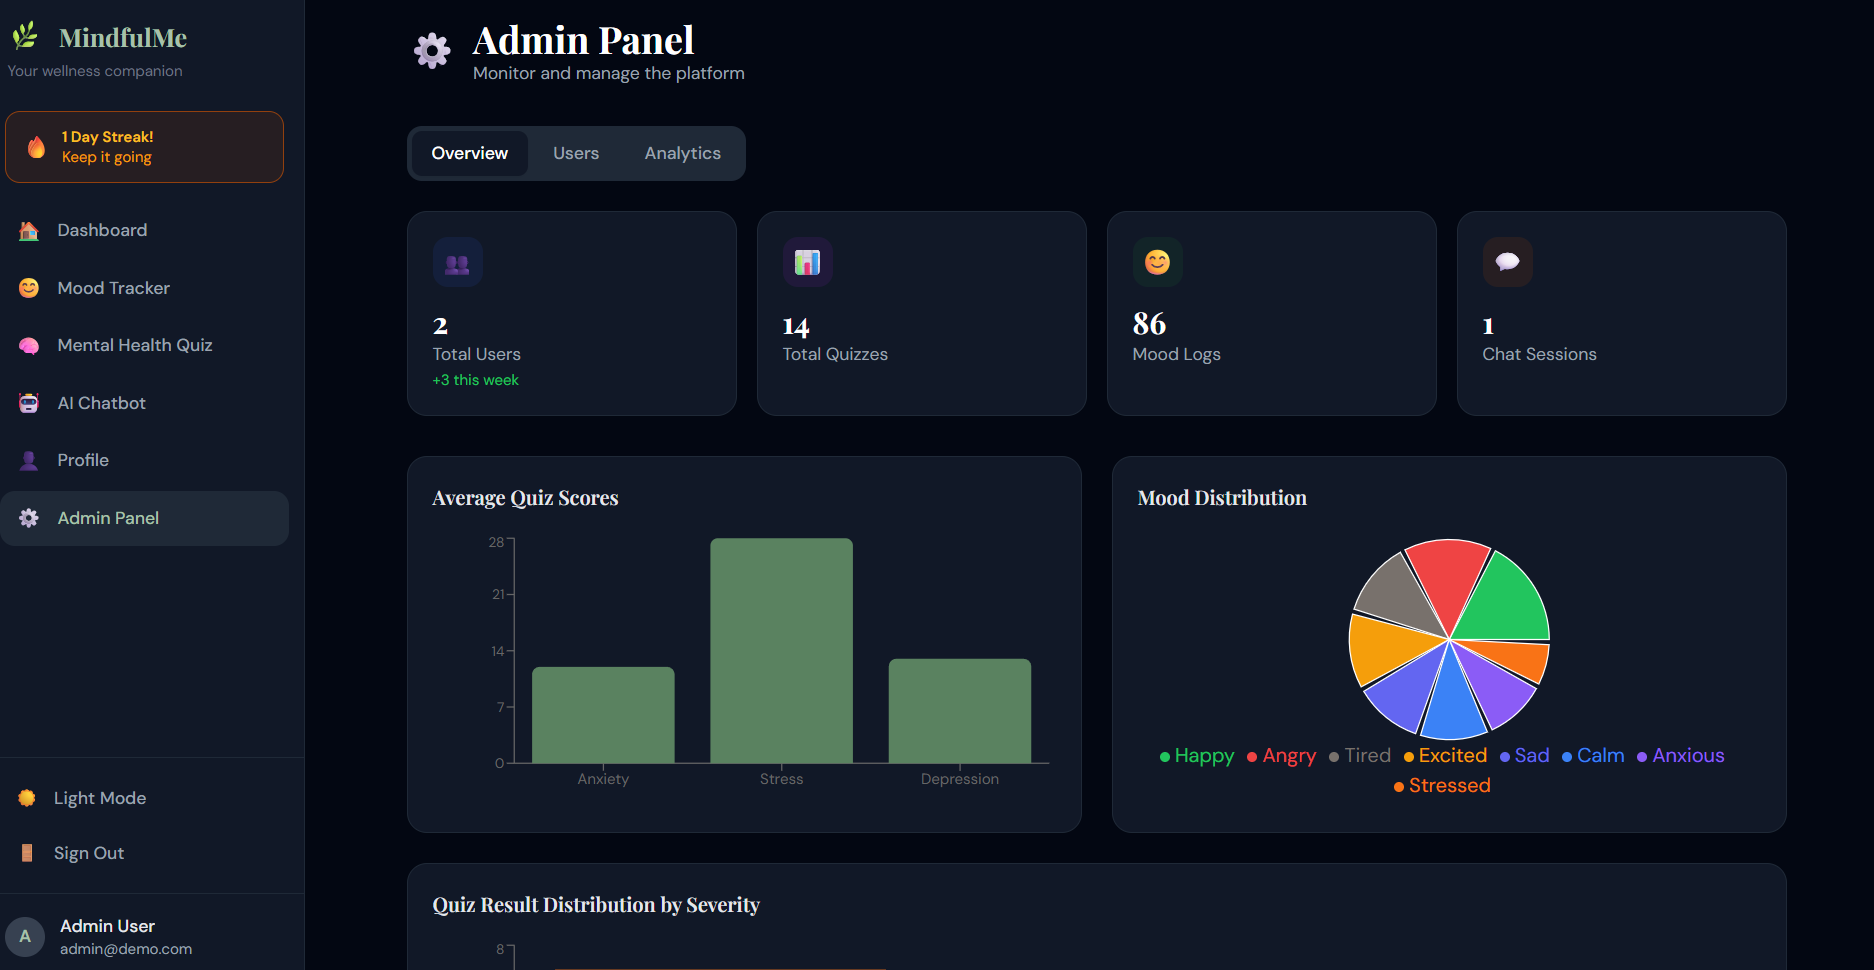 MindfulMe
Your wellness companion
1 Day Streak!
Keep it going
Dashboard
Mood Tracker
Mental Health Quiz
AI Chatbot
Profile
Admin Panel
Light Mode
Sign Out
A
Admin User
admin@demo.com
Admin Panel
Monitor and manage the platform
Overview Users Analytics
2
Total Users
+3 this week
14
Total Quizzes
86
Mood Logs
1
Chat Sessions
Average Quiz Scores
28
21
14
7
0
Anxiety Stress Depression
Mood Distribution
Happy Angry Tired Excited Sad Calm Anxious
Stressed
Quiz Result Distribution by Severity
8